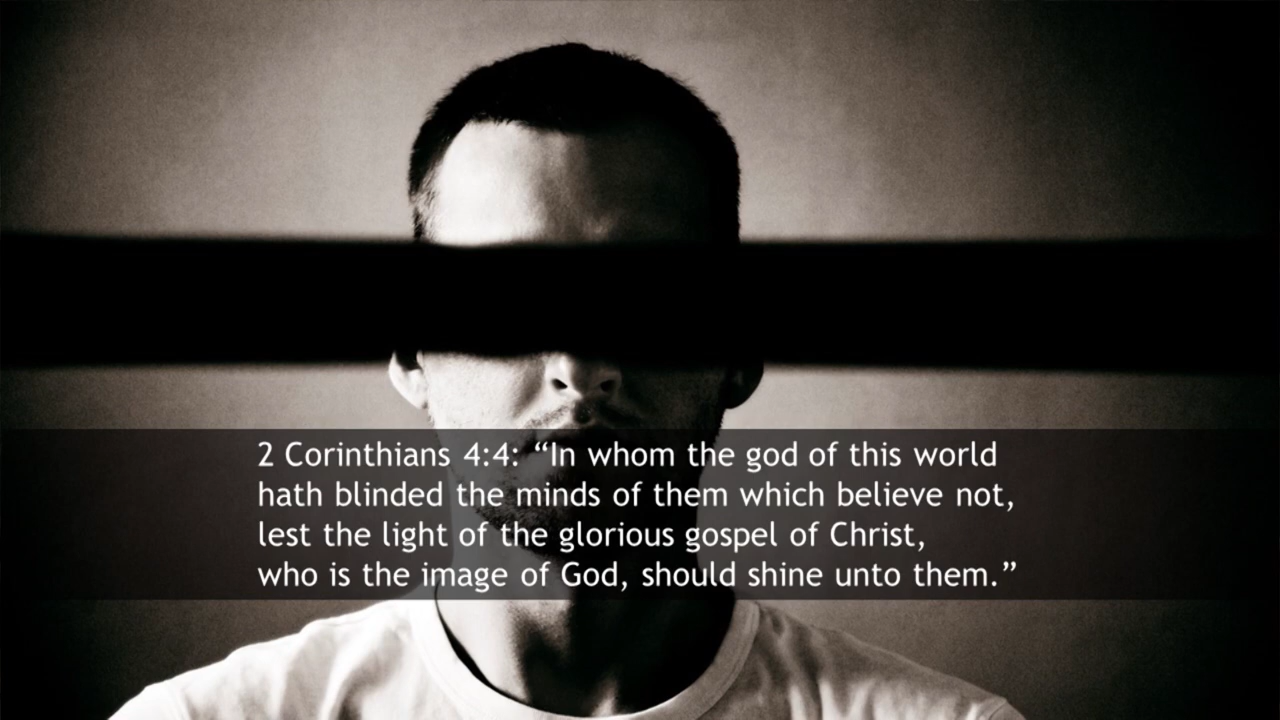 2 Corinthians 4:4: “In whom the god of this world
hath blinded the minds of them which believe not,
lest the light of the glorious gospel of Christ,
who is the image of God, should shine unto them.”